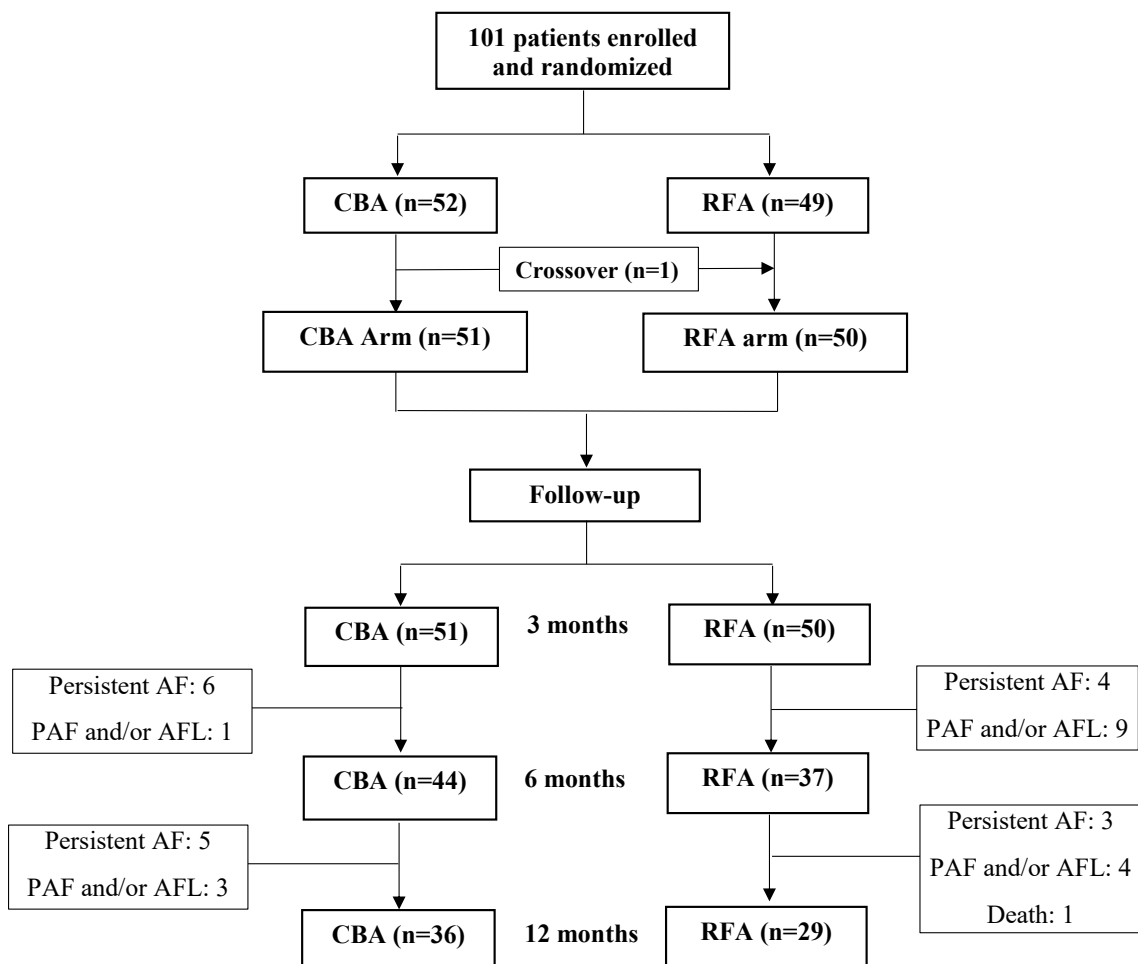 101 patients enrolled
and randomized
CBA (n=52)
RFA (n=49)
Crossover (n=1)
CBA Arm (n=51)
RFA arm (n=50)
Follow-up
CBA (n=51)
3 months
RFA (n=50)
Persistent AF: 6
PAF and/or AFL: 1
Persistent AF: 4
PAF and/or AFL: 9
CBA (n=44)
6 months
RFA (n=37)
Persistent AF: 5
PAF and/or AFL: 3
Persistent AF: 3
PAF and/or AFL: 4
Death: 1
CBA (n=36)
12 months
RFA (n=29)